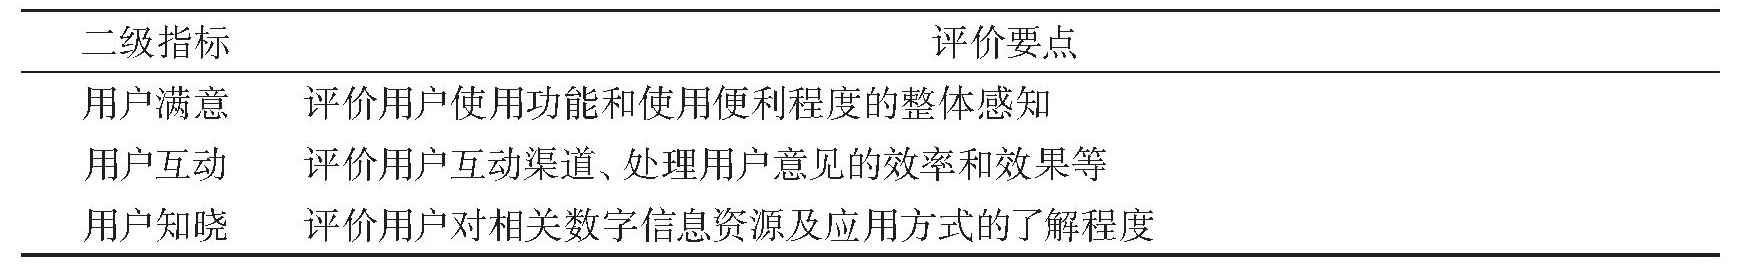 二级指标 评价要点
用户满意 评价用户使用功能和使用便利程度的整体感知
用户互动 评价用户互动渠道、处理用户意见的效率和效果等
用户知晓 评价用户对相关数字信息资源及应用方式的了解程度